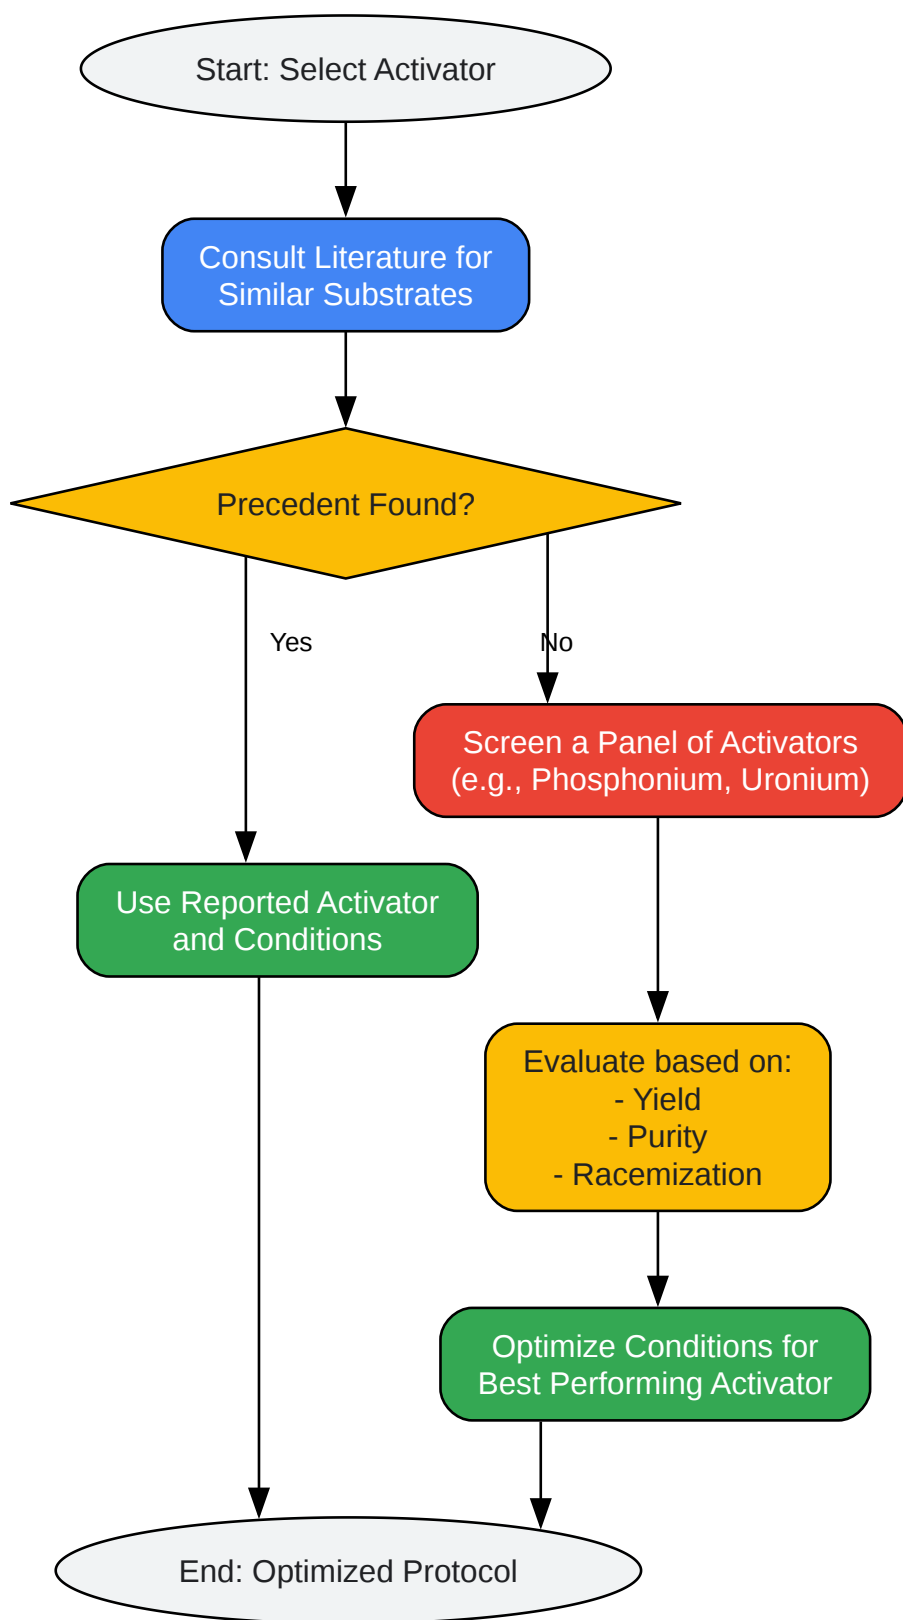 Start: Select Activator
Consult Literature for
Similar Substrates
Precedent Found?
Yes
No
Screen a Panel of Activators
(e.g., Phosphonium, Uronium)
Use Reported Activator
and Conditions
Evaluate based on:
- Yield
- Purity
- Racemization
Optimize Conditions for
Best Performing Activator
End: Optimized Protocol